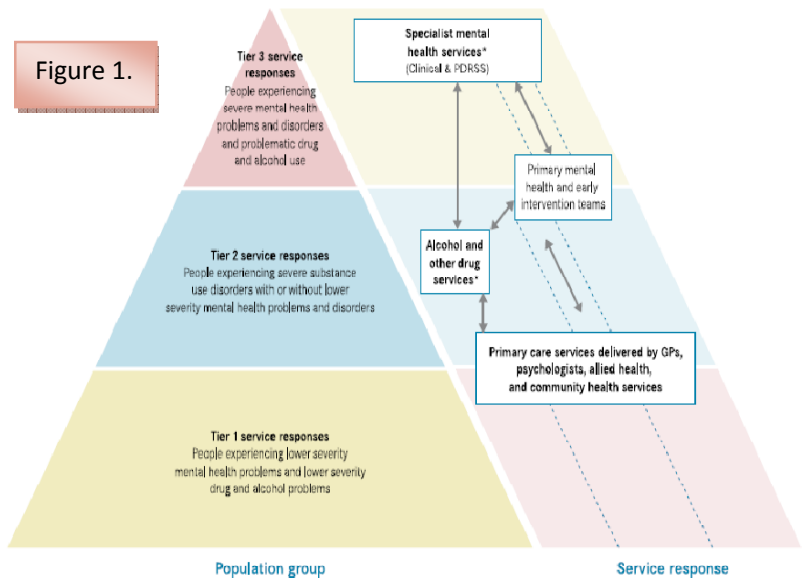 Figure 1.
Tier 3 service
responses
People experiencing
severe mental health
problems and disorders
and problematic drug
and alcohol use
Tier 2 service responses
People experiencing severe substance
use disorders with or without lower
severity mental health problems and disorders
Tier 1 service responses
People experiencing lower severity
mental health problems and lower severity
drug and alcohol problems
Population group
Specialist mental
health services*
(Clinical & PDRSS)
Primary mental
health and early
intervention teams
Alcohol and
other drug
services*
Primary care services delivered by GPs,
psychologists, allied health,
and community health services
Service response